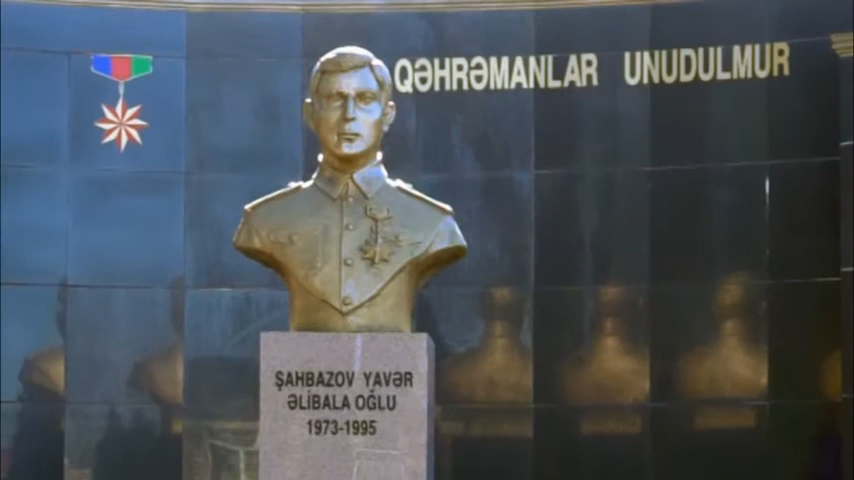 QƏHRƏMANLAR UNUDULMUR
ŞAHBAZOV YAVƏR
ƏLİBALA OĞLU
1973-1995